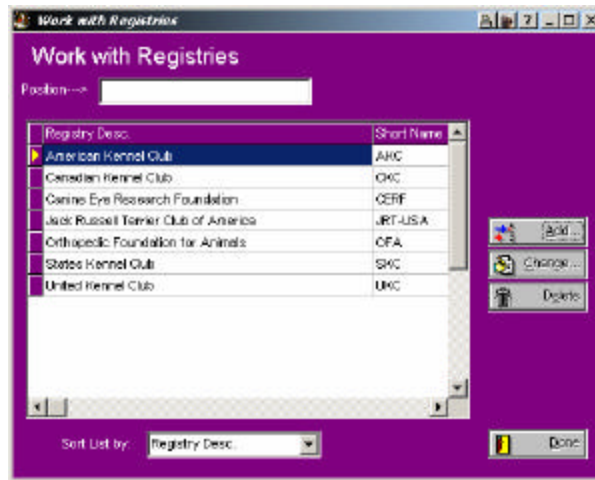 Work with Registries
Work with Registries
Position--->
Registry Desc. Short Name
American Kennel Club AKC
Canadian Kennel Club CKC
Canine Eye Research Foundation CERF
Jack Russell Terrier Club of America JRT-USA
Orthopedic Foundation for Animals OFA
States Kennel Club SKC
United Kennel Club UKC
Add...
Change...
Delete
Sort List by: Registry Desc.
Done